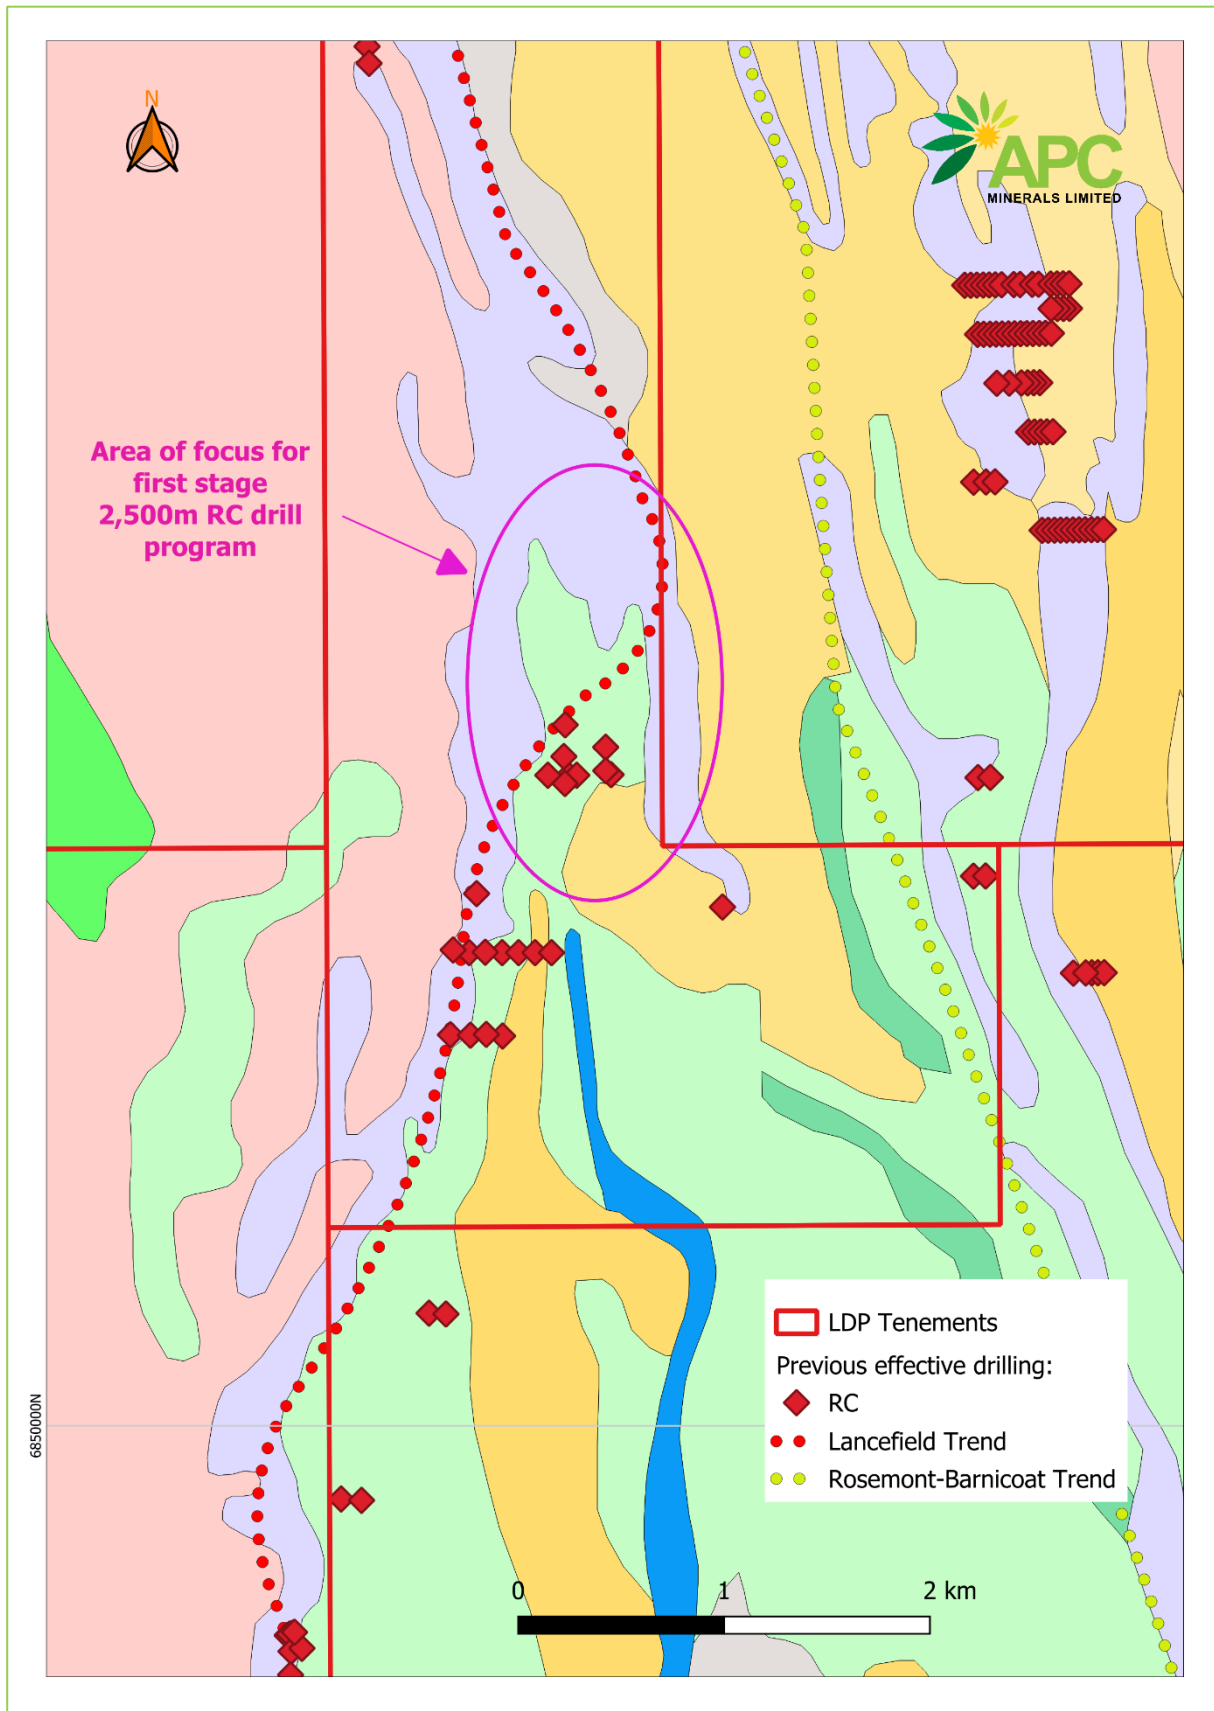 N
APC
MINERALS LIMITED
Area of focus for
first stage
2,500m RC drill
program
LDP Tenements
Previous effective drilling:
RC
Lancefield Trend
Rosemont-Barnicoat Trend
6850000N
0 1 2 km